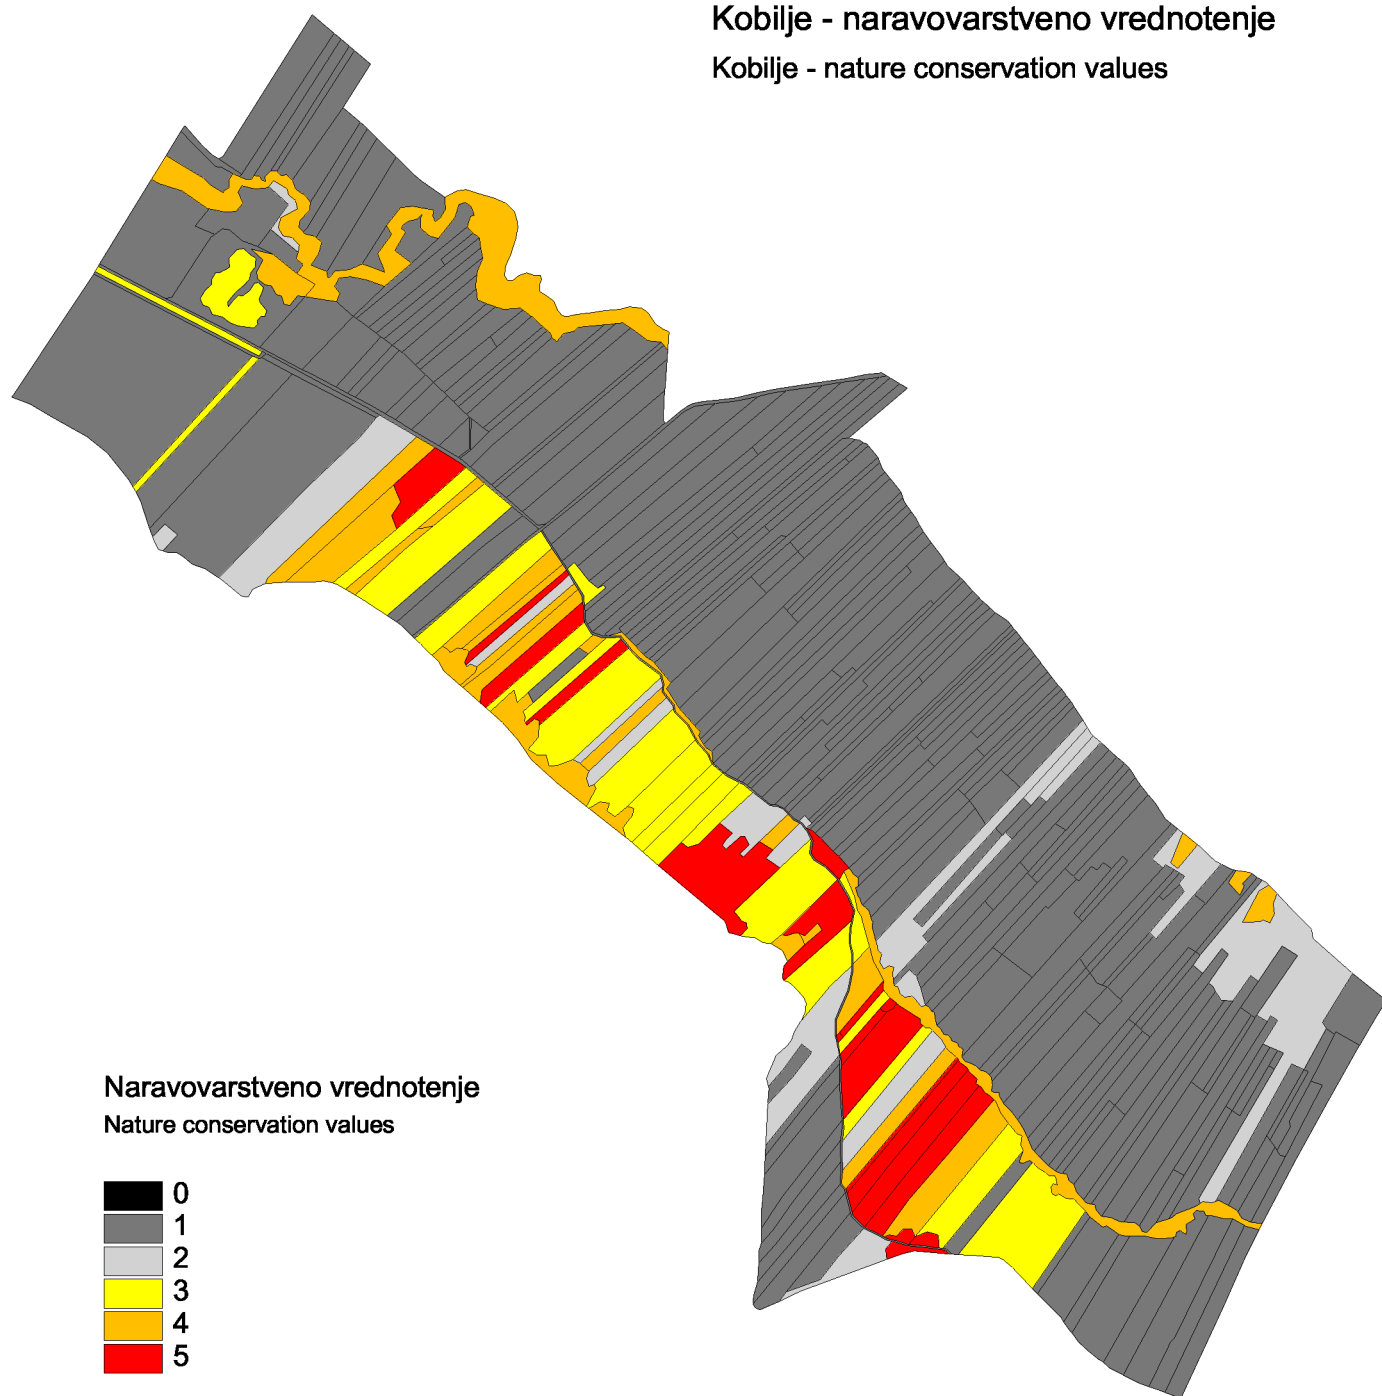 Kobilje - naravovarstveno vrednotenje
Kobilje - nature conservation values
Naravovarstveno vrednotenje
Nature conservation values
0
1
2
3
4
5